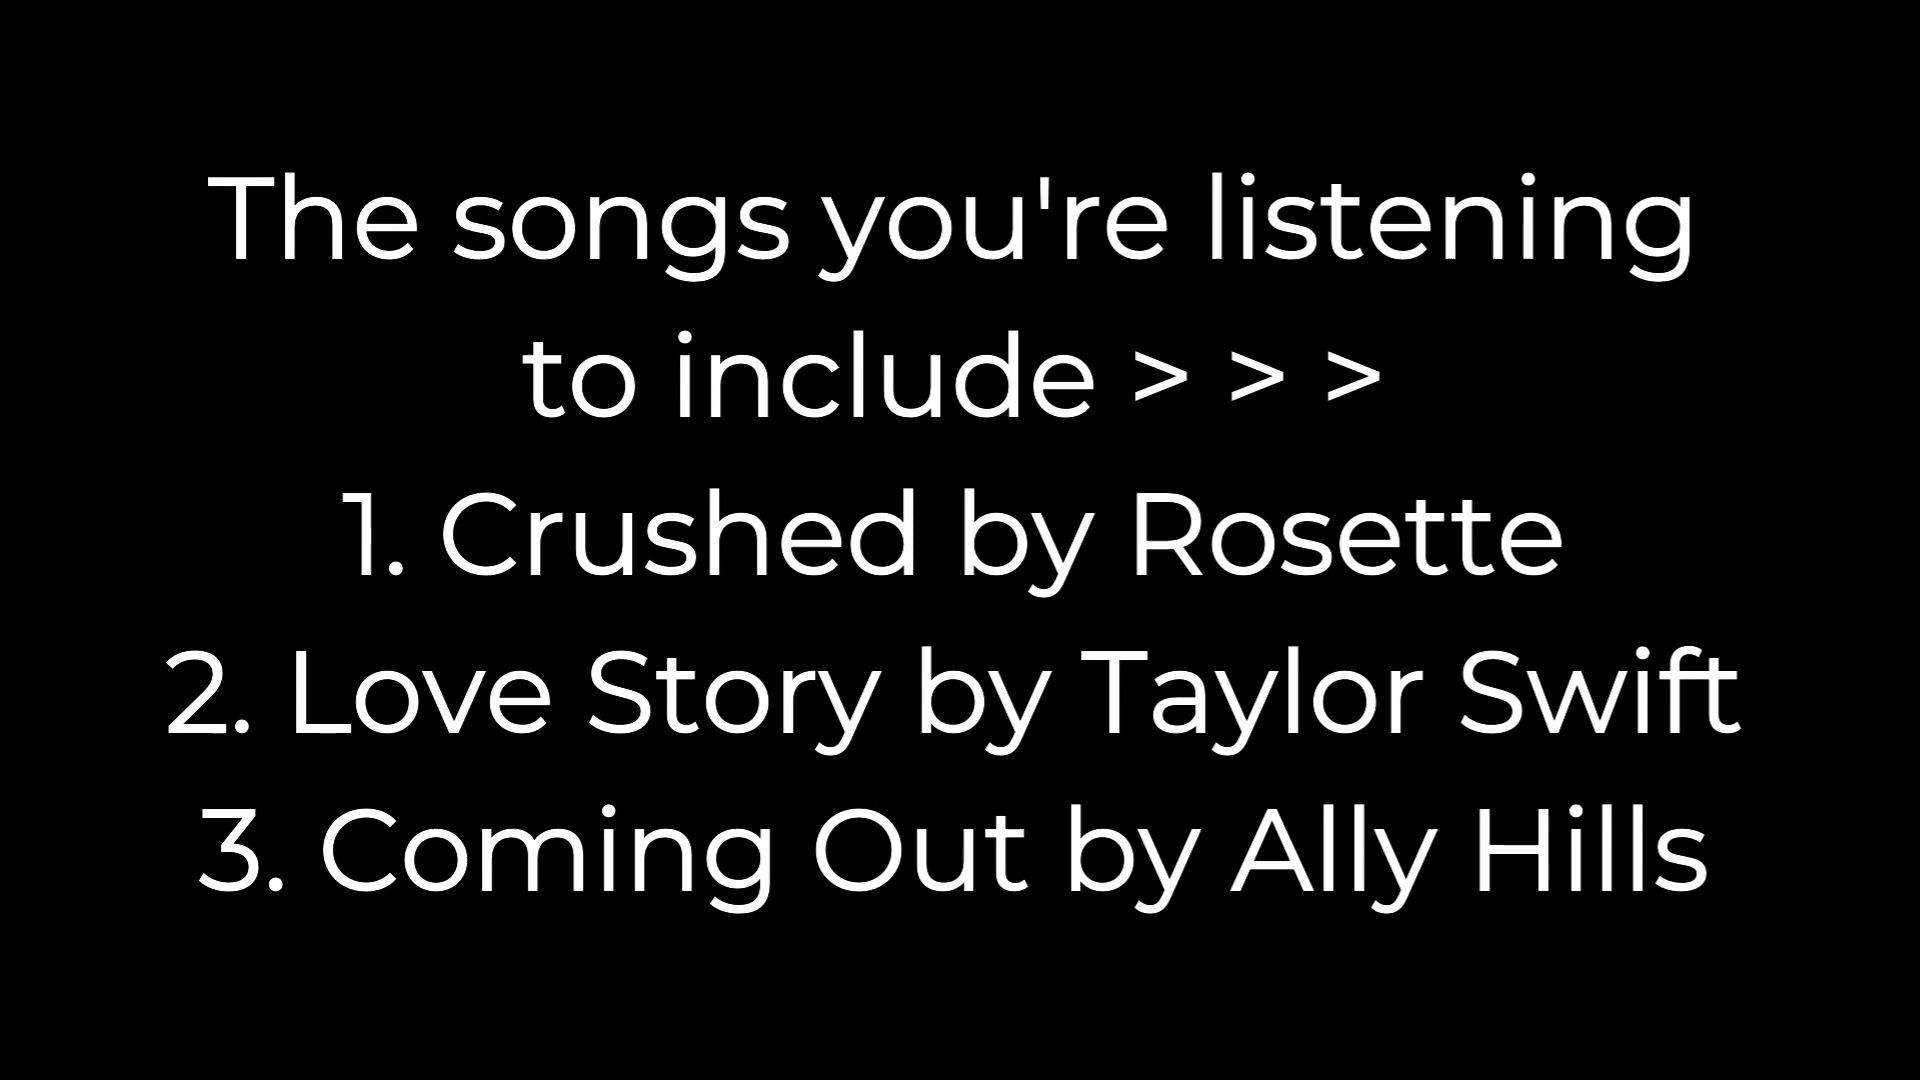 The songs you're listening
to include > > >
1. Crushed by Rosette
2. Love Story by Taylor Swift
3. Coming Out by Ally Hills